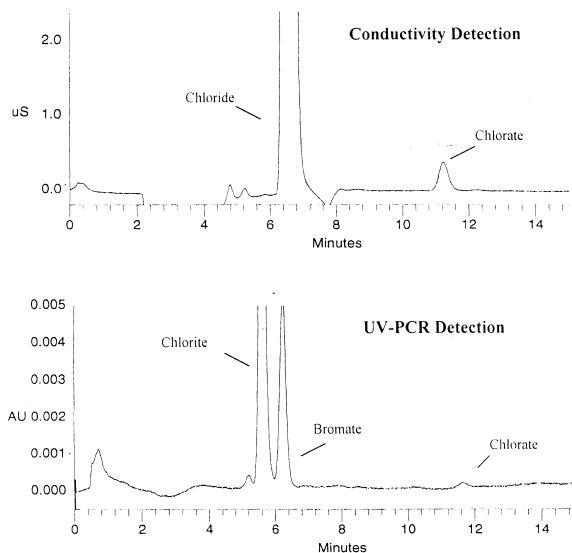 Conductivity Detection
2.0
Chloride
1.0
uS
Chlorate
0.0
0 2 4 6 8 10 12 14
Minutes
0.005
UV-PCR Detection
0.004
Chlorite
0.003
AU 0.002
Bromate
Chlorate
0.001
0.000
0 2 4 6 8 10 12 14
Minutes